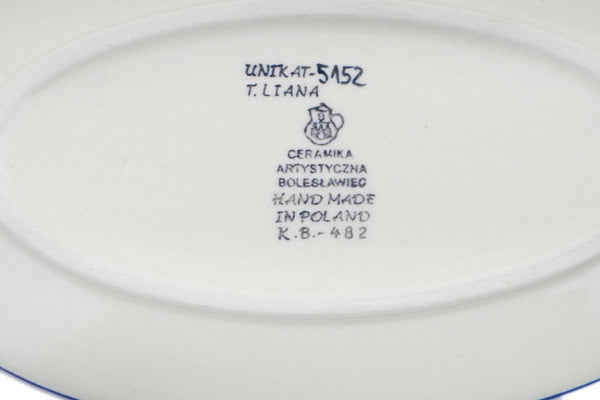 UNIKAT-5152
T. LIANA
CERAMIKA
ARTYSTYCZNA
BOLESŁAWIEC
HAND MADE
IN POLAND
K.B.-482